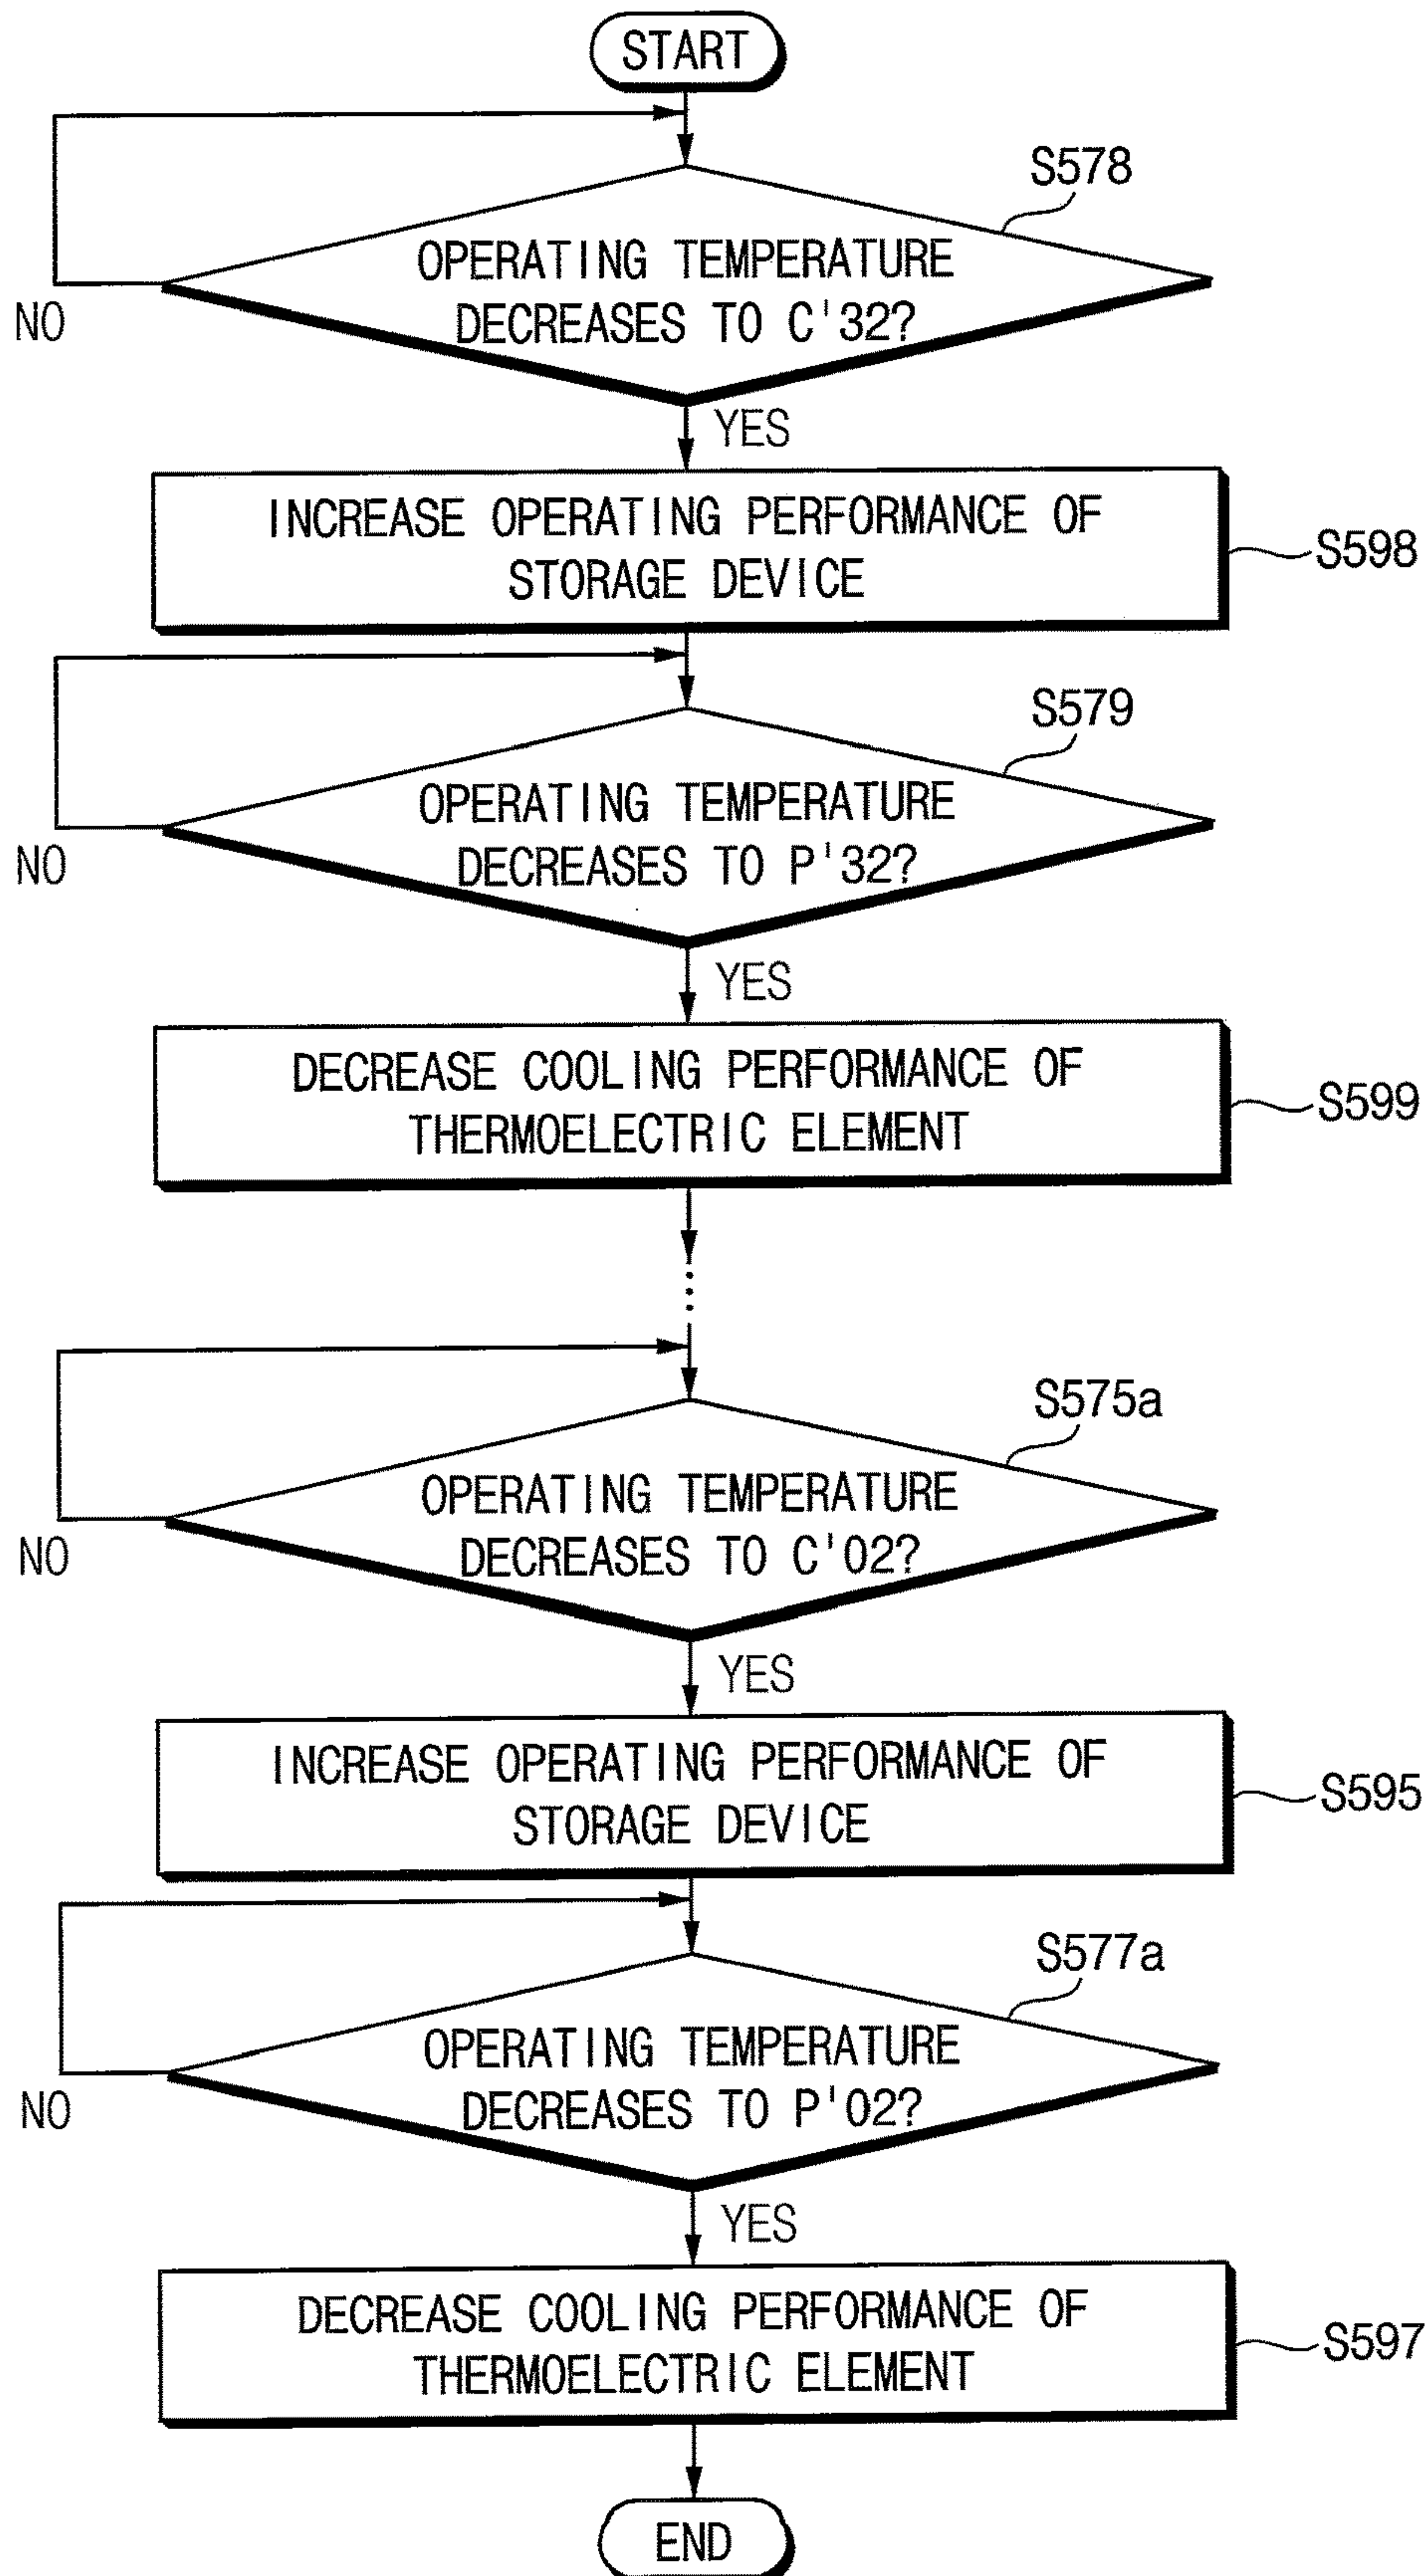 START
S578
OPERATING TEMPERATURE
DECREASES TO C'32?
NO
YES
INCREASE OPERATING PERFORMANCE OF
STORAGE DEVICE
S598
S579
OPERATING TEMPERATURE
DECREASES TO P'32?
NO
YES
DECREASE COOLING PERFORMANCE OF
THERMOELECTRIC ELEMENT
S599
S575a
OPERATING TEMPERATURE
DECREASES TO C'02?
NO
YES
INCREASE OPERATING PERFORMANCE OF
STORAGE DEVICE
S595
S577a
OPERATING TEMPERATURE
DECREASES TO P'02?
NO
YES
DECREASE COOLING PERFORMANCE OF
THERMOELECTRIC ELEMENT
S597
END